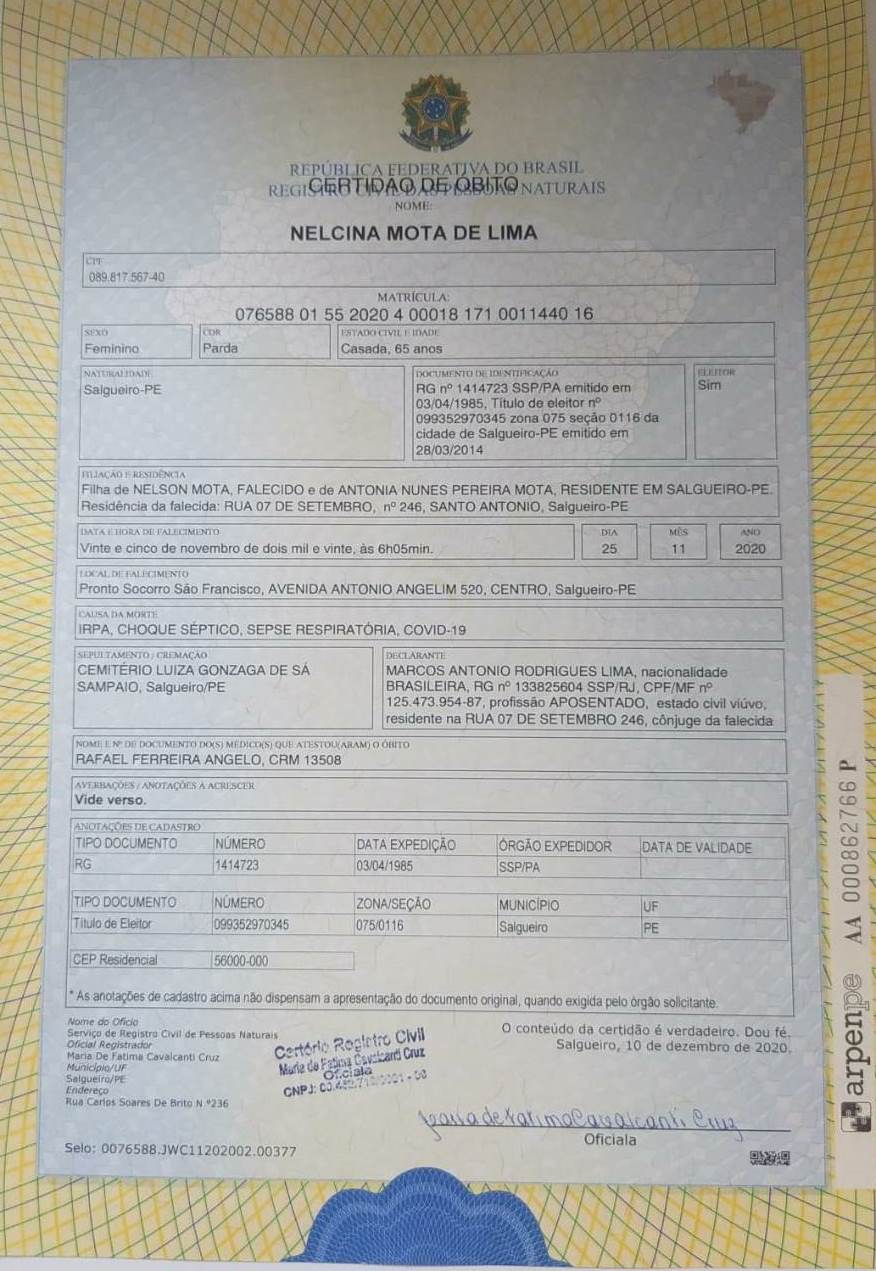 REPÚBLICA FEDERATIVA DO BRASIL
REGISTRO CIVIL DAS PESSOAS NATURAIS
CERTIDÃO DE ÓBITO
NOME:
NELCINA MOTA DE LIMA
CPF
089.817.567-40
MATRÍCULA:
076588 01 55 2020 4 00018 171 0011440 16
SEXO COR ESTADO CIVIL E IDADE
Feminino Parda Casada, 65 anos
NATURALIDADE DOCUMENTO DE IDENTIFICAÇÃO ELEITOR
Salgueiro-PE RG nº 1414723 SSP/PA emitido em Sim
03/04/1985, Título de eleitor nº
099352970345 zona 075 seção 0116 da
cidade de Salgueiro-PE emitido em
28/03/2014
FILIAÇÃO E RESIDÊNCIA
Filha de NELSON MOTA, FALECIDO e de ANTONIA NUNES PEREIRA MOTA, RESIDENTE EM SALGUEIRO-PE.
Residência da falecida: RUA 07 DE SETEMBRO, nº 246, SANTO ANTONIO, Salgueiro-PE
DATA E HORA DE FALECIMENTO DIA MÊS ANO
Vinte e cinco de novembro de dois mil e vinte, às 6h05min. 25 11 2020
LOCAL DE FALECIMENTO
Pronto Socorro São Francisco, AVENIDA ANTONIO ANGELIM 520, CENTRO, Salgueiro-PE
CAUSA DA MORTE
IRPA, CHOQUE SÉPTICO, SEPSE RESPIRATÓRIA, COVID-19
SEPULTAMENTO / CREMAÇÃO DECLARANTE
CEMITÉRIO LUIZA GONZAGA DE SÁ MARCOS ANTONIO RODRIGUES LIMA, nacionalidade
SAMPAIO, Salgueiro/PE BRASILEIRA, RG nº 133825604 SSP/RJ, CPF/MF nº
125.473.954-87, profissão APOSENTADO, estado civil viúvo,
residente na RUA 07 DE SETEMBRO 246, cônjuge da falecida
NOME E Nº DE DOCUMENTO DO(S) MÉDICO(S) QUE ATESTOU(ARAM) O ÓBITO
RAFAEL FERREIRA ANGELO, CRM 13508
AVERBAÇÕES / ANOTAÇÕES À ACRESCER
Vide verso.
ANOTAÇÕES DE CADASTRO
TIPO DOCUMENTO NÚMERO DATA EXPEDIÇÃO ÓRGÃO EXPEDIDOR DATA DE VALIDADE
RG 1414723 03/04/1985 SSP/PA
TIPO DOCUMENTO NÚMERO ZONA/SEÇÃO MUNICÍPIO UF
Título de Eleitor 099352970345 075/0116 Salgueiro PE
CEP Residencial 56000-000
* As anotações de cadastro acima não dispensam a apresentação do documento original, quando exigida pelo órgão solicitante.
Nome do Ofício
Serviço de Registro Civil de Pessoas Naturais
Oficial Registrador
Maria De Fatima Cavalcanti Cruz
Município/UF
Salgueiro/PE
Endereço
Rua Carlos Soares De Brito N.º236
Cartório Registro Civil
Maria de Fatima Cavalcanti Cruz
Oficiala
CNPJ:
O conteúdo da certidão é verdadeiro. Dou fé.
Salgueiro, 10 de dezembro de 2020.
Maria de Fatima Cavalcanti Cruz
Oficiala
Selo: 0076588.JWC11202002.00377
arpenpe AA 000862766 P